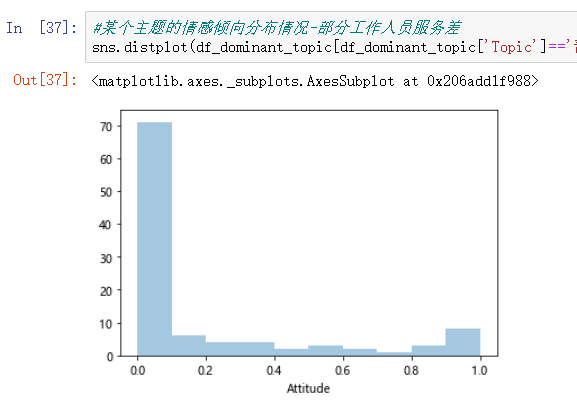 In [37]: #某个主题的情感倾向分布情况-部分工作人员服务差
sns.distplot(df_dominant_topic[df_dominant_topic['Topic']=='
Out[37]: <matplotlib.axes._subplots.AxesSubplot at 0x206add1f988>
70
60
50
40
30
20
10
0
0.0 0.2 0.4 0.6 0.8 1.0
Attitude